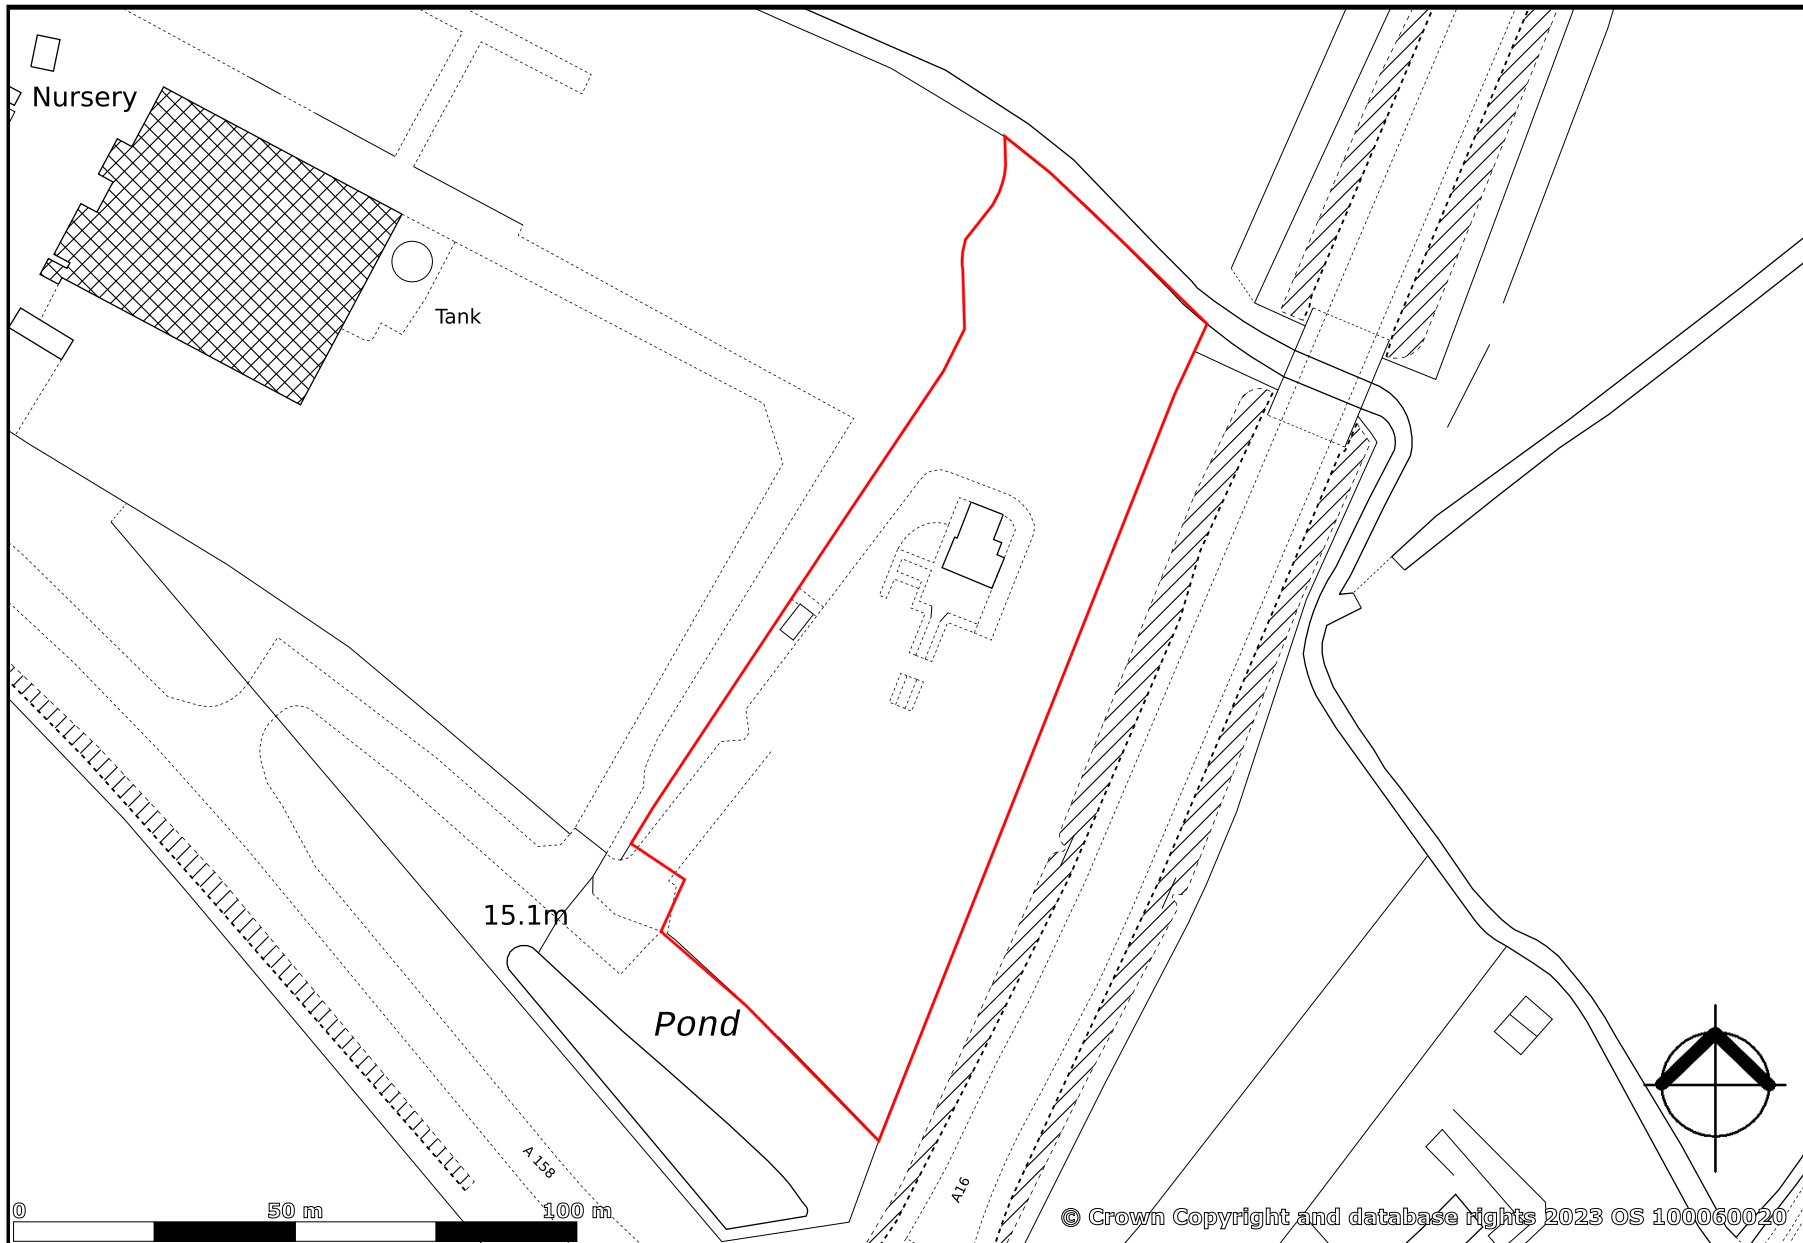 Nursery
Tank
15.1m
Pond
A 158
A16
0 50 m 100 m
© Crown Copyright and database rights 2023 OS 100060020